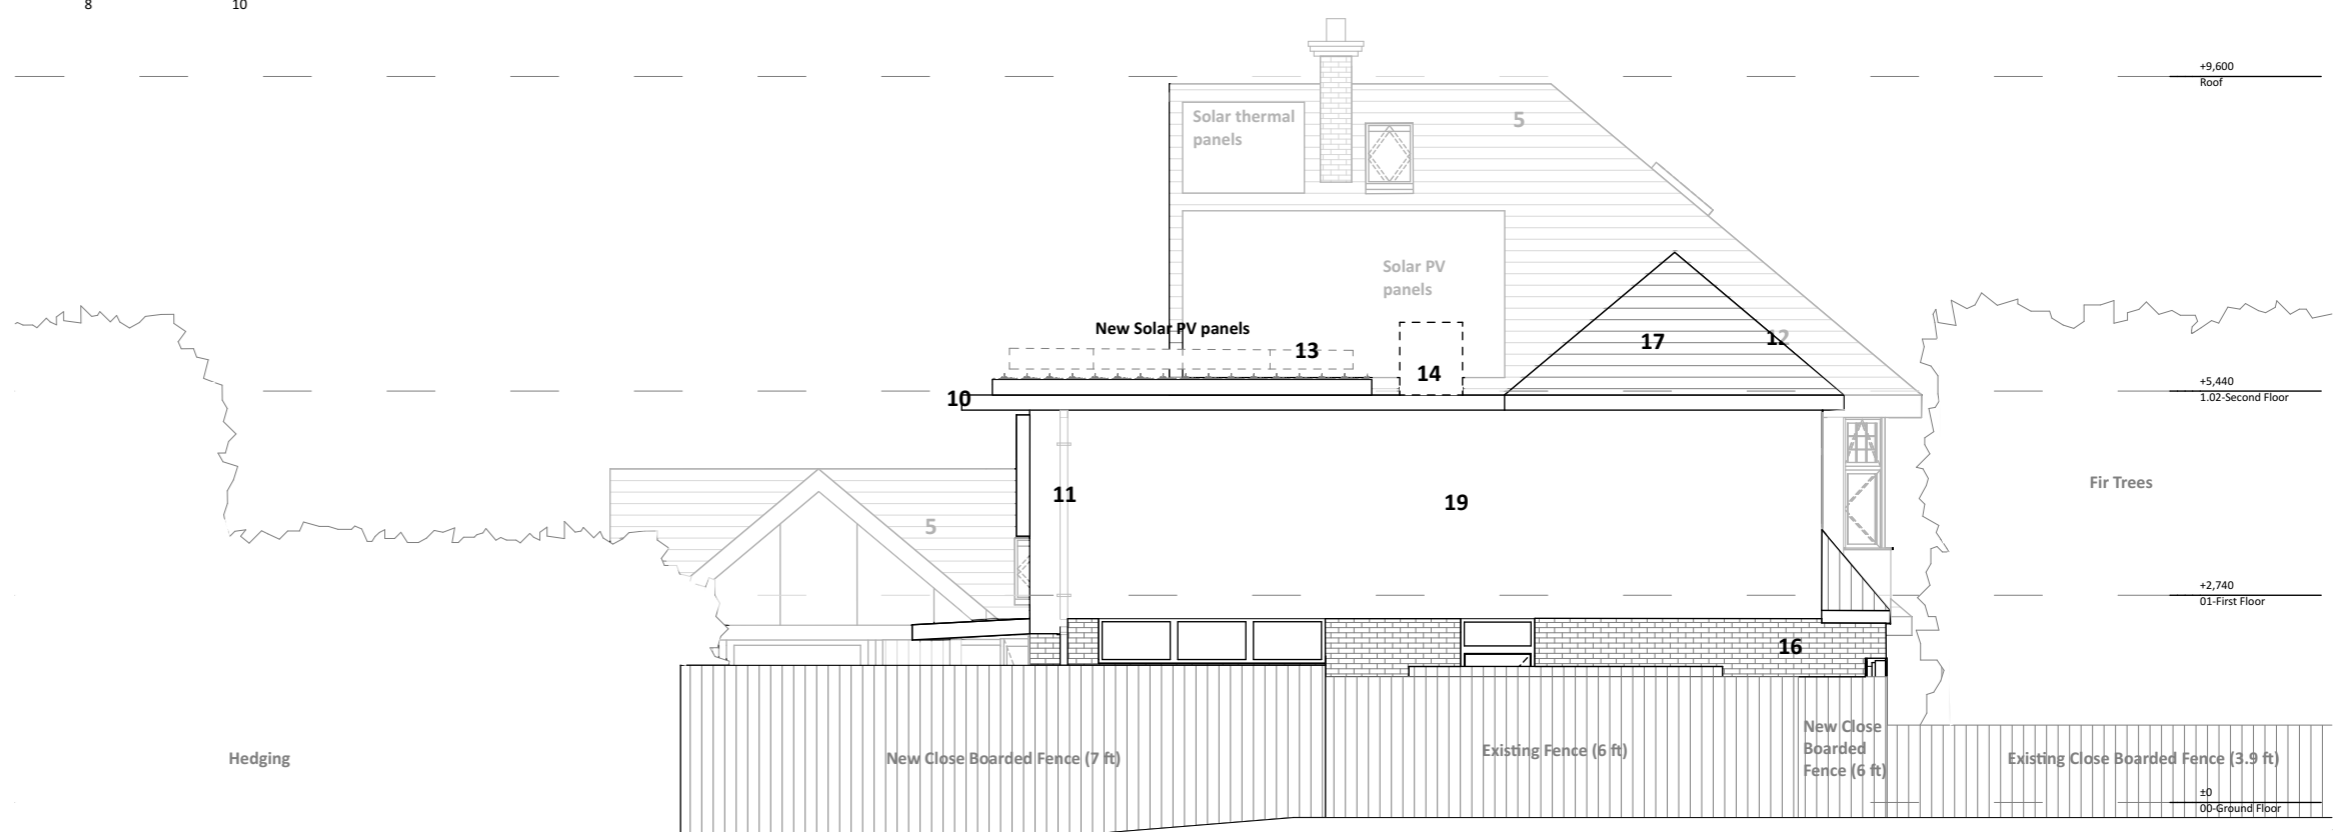 8 10
+9,600
Roof
Solar thermal
panels
5
Solar PV
panels
New Solar PV panels
13
14
17
12
10
+5,440
1.02-Second Floor
11
19
Fir Trees
5
+2,740
01-First Floor
16
Hedging
New Close Boarded Fence (7 ft)
Existing Fence (6 ft)
New Close
Boarded
Fence (6 ft)
Existing Close Boarded Fence (3.9 ft)
±0
00-Ground Floor